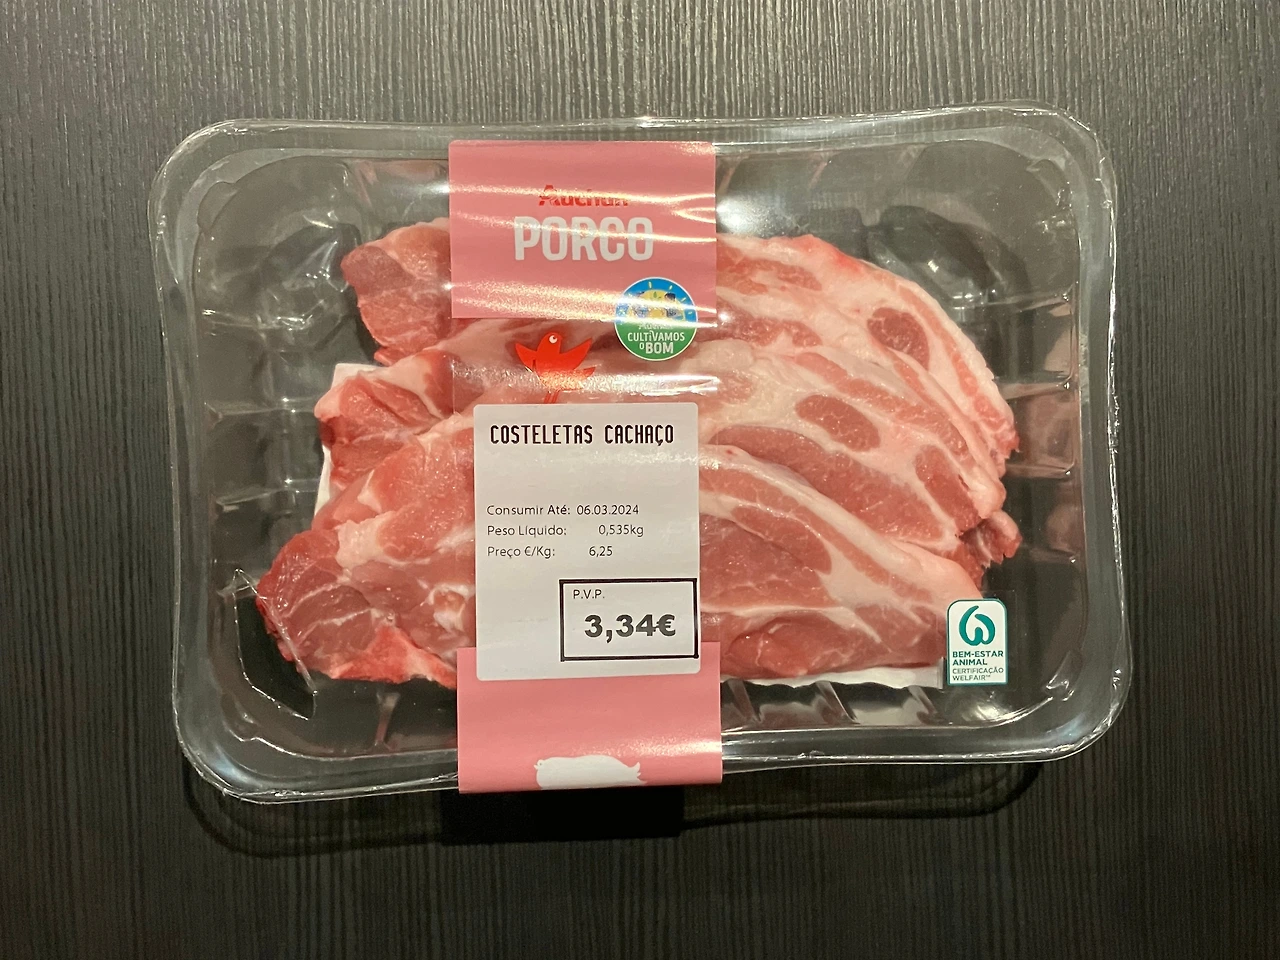 Auchan
PORCO
Auchan
CULTIVAMOS
O BOM
COSTELETAS CACHAÇO
Consumir Até: 06.03.2024
Peso Líquido: 0,535kg
Preço €/Kg: 6,25
P.V.P.
3,34€
BEM-ESTAR
ANIMAL
CERTIFICAÇÃO
WELFAIR™